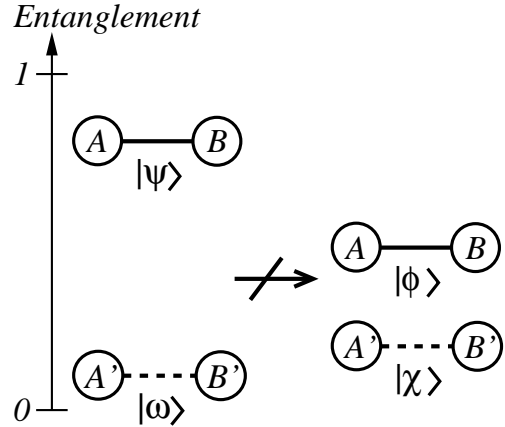 Entanglement
1
A B
|ψ⟩
A B
|ϕ⟩
A' B'
|χ⟩
A' B'
|ω⟩
0